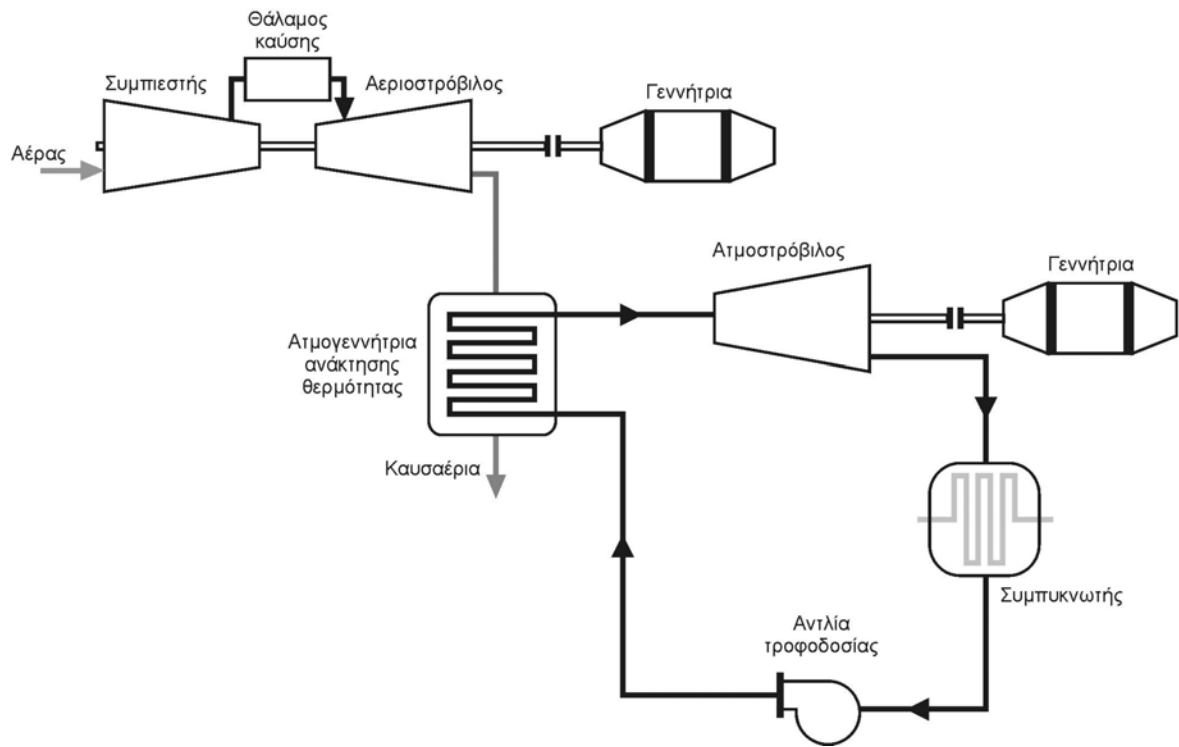 Θάλαμος
καύσης
Συμπιεστής
Αεριοστρόβιλος
Γεννήτρια
Αέρας
Ατμοστρόβιλος
Γεννήτρια
Ατμογεννήτρια
ανάκτησης
θερμότητας
Καυσαέρια
Συμπυκνωτής
Αντλία
τροφοδοσίας